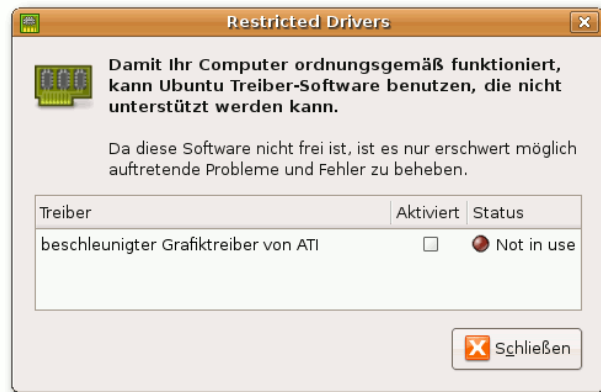 Restricted Drivers
Damit Ihr Computer ordnungsgemäß funktioniert,
kann Ubuntu Treiber-Software benutzen, die nicht
unterstützt werden kann.
Da diese Software nicht frei ist, ist es nur erschwert möglich
auftretende Probleme und Fehler zu beheben.
Treiber Aktiviert Status
beschleunigter Grafiktreiber von ATI Not in use
Schließen